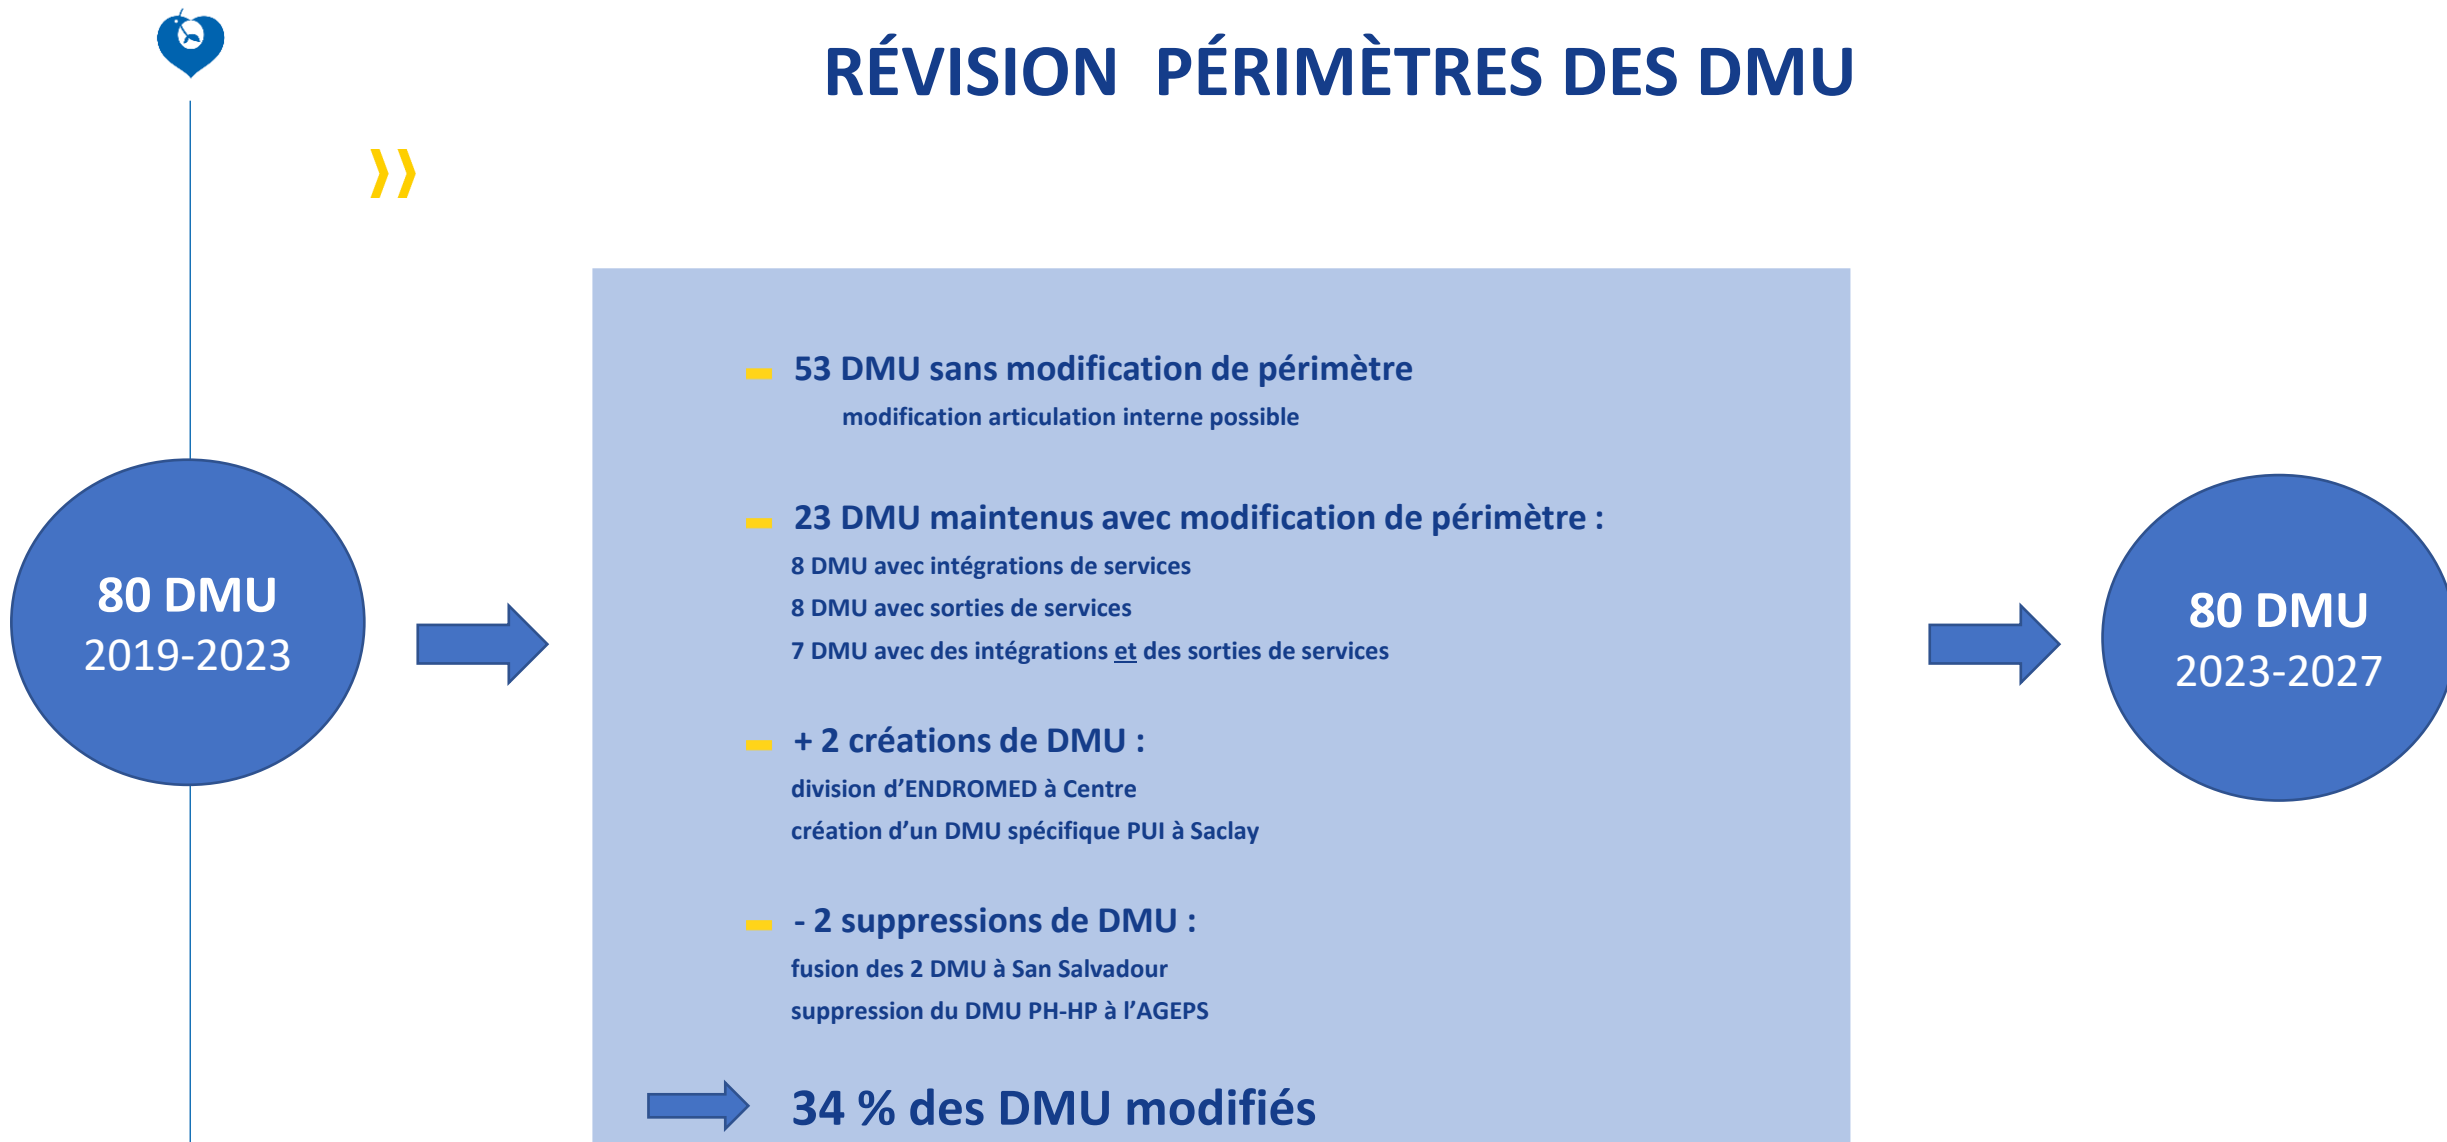 RÉVISION PÉRIMÈTRES DES DMU
80 DMU
2019-2023
53 DMU sans modification de périmètre
modification articulation interne possible
23 DMU maintenus avec modification de périmètre :
8 DMU avec intégrations de services
8 DMU avec sorties de services
7 DMU avec des intégrations et des sorties de services
+ 2 créations de DMU :
division d’ENDROMED à Centre
création d’un DMU spécifique PUI à Saclay
- 2 suppressions de DMU :
fusion des 2 DMU à San Salvadour
suppression du DMU PH-HP à l’AGEPS
34 % des DMU modifiés
80 DMU
2023-2027